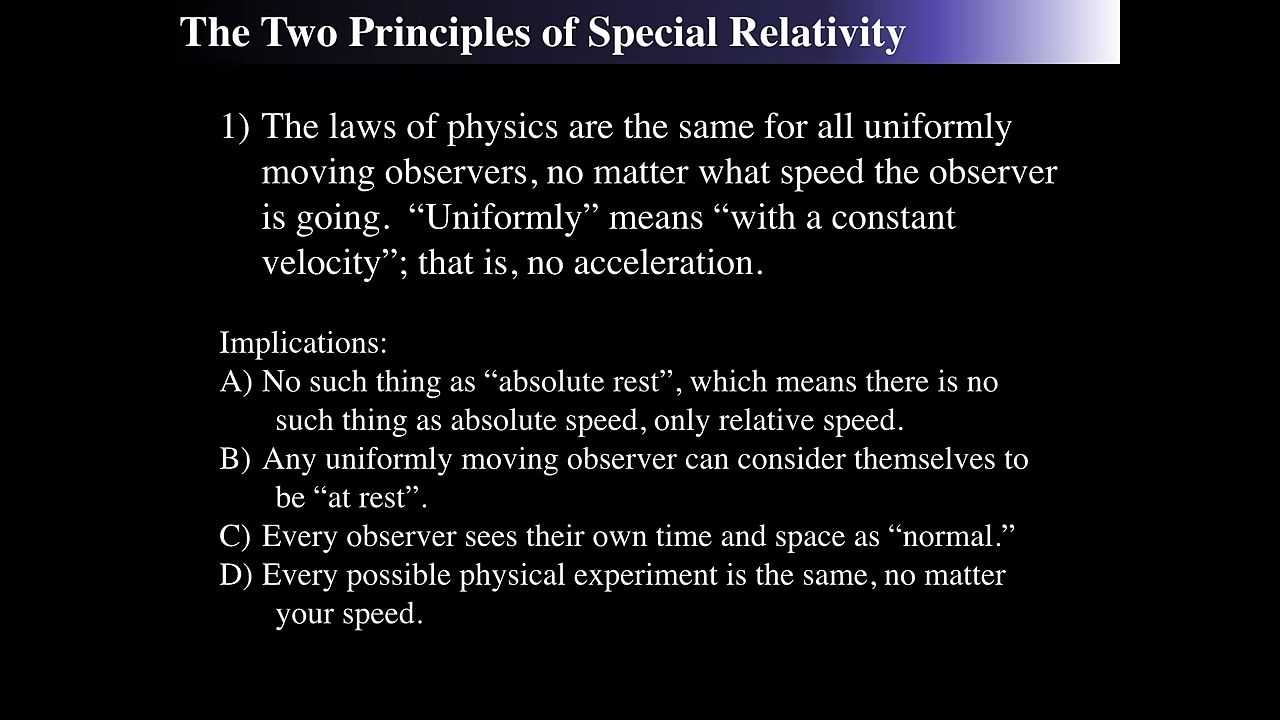 The Two Principles of Special Relativity
1) The laws of physics are the same for all uniformly
moving observers, no matter what speed the observer
is going. “Uniformly” means “with a constant
velocity”; that is, no acceleration.
Implications:
A) No such thing as “absolute rest”, which means there is no
such thing as absolute speed, only relative speed.
B) Any uniformly moving observer can consider themselves to
be “at rest”.
C) Every observer sees their own time and space as “normal.”
D) Every possible physical experiment is the same, no matter
your speed.